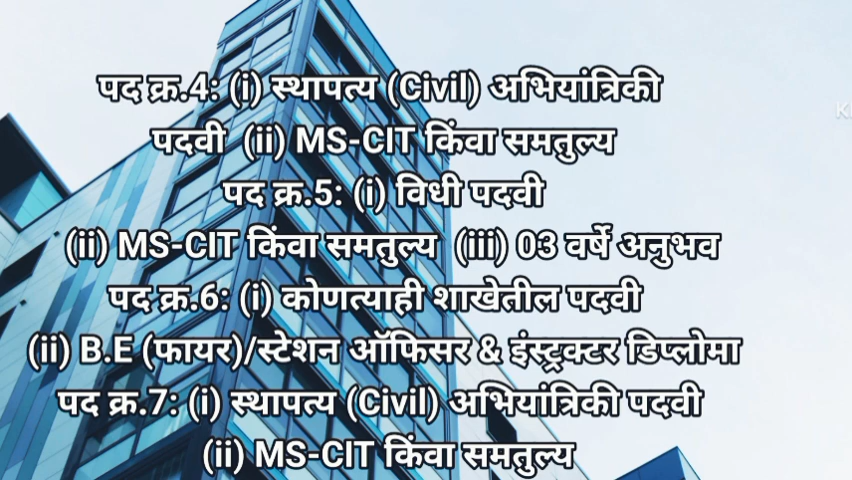 पद क्र.4: (i) स्थापत्य (Civil) अभियांत्रिकी
पदवी (ii) MS-CIT किंवा समतुल्य
पद क्र.5: (i) विधी पदवी
(ii) MS-CIT किंवा समतुल्य (iii) 03 वर्षे अनुभव
पद क्र.6: (i) कोणत्याही शाखेतील पदवी
(ii) B.E (फायर)/स्टेशन ऑफिसर & इंस्ट्रक्टर डिप्लोमा
पद क्र.7: (i) स्थापत्य (Civil) अभियांत्रिकी पदवी
(ii) MS-CIT किंवा समतुल्य